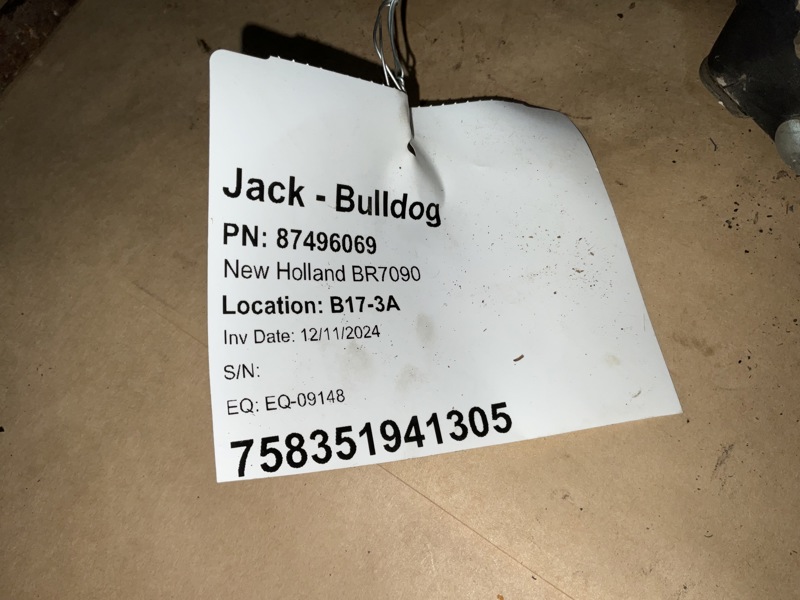 Jack - Bulldog
PN: 87496069
New Holland BR7090
Location: B17-3A
Inv Date: 12/11/2024
S/N:
EQ: EQ-09148
758351941305